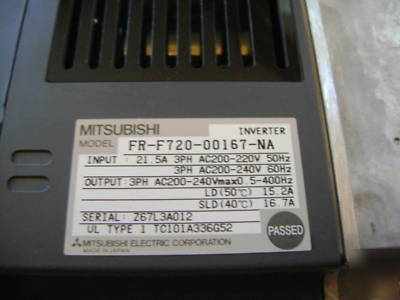 MITSUBISHI INVERTER
MODEL FR-F720-00167-NA
INPUT : 21.5A 3PH AC200-220V 50Hz
3PH AC200-240V 60Hz
OUTPUT: 3PH AC200-240Vmax0.5-400Hz
LD(50℃) 15.2A
SLD(40℃) 16.7A
SERIAL: Z67L3A012
UL TYPE 1 TC101A336G52
PASSED
MITSUBISHI ELECTRIC CORPORATION
MADE IN JAPAN